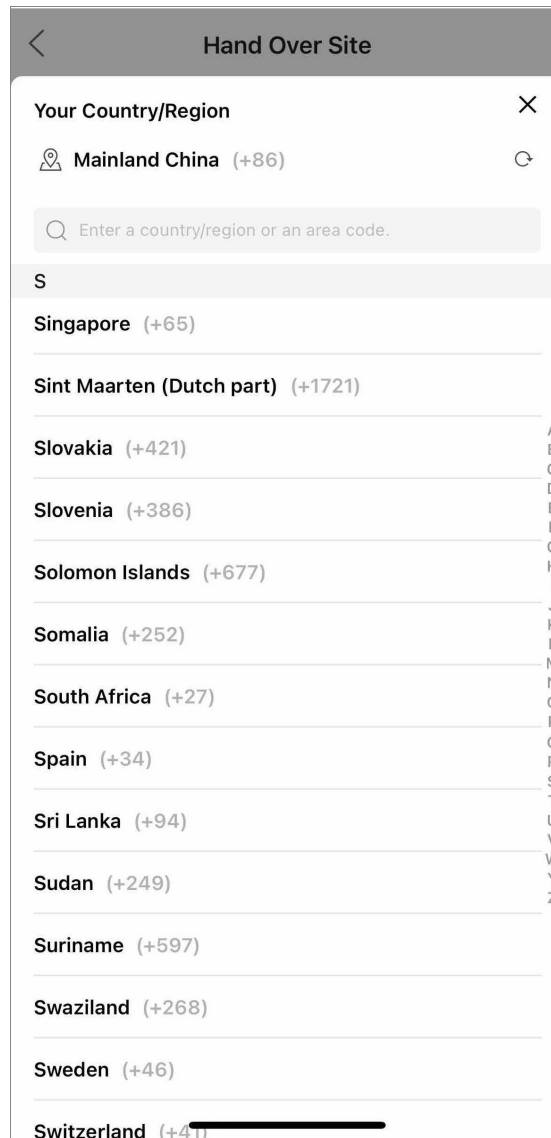 Hand Over Site
Your Country/Region
Mainland China (+86)
Enter a country/region or an area code.
S
Singapore (+65)
Sint Maarten (Dutch part) (+1721)
Slovakia (+421)
Slovenia (+386)
Solomon Islands (+677)
Somalia (+252)
South Africa (+27)
Spain (+34)
Sri Lanka (+94)
Sudan (+249)
Suriname (+597)
Swaziland (+268)
Sweden (+46)
Switzerland (+41)